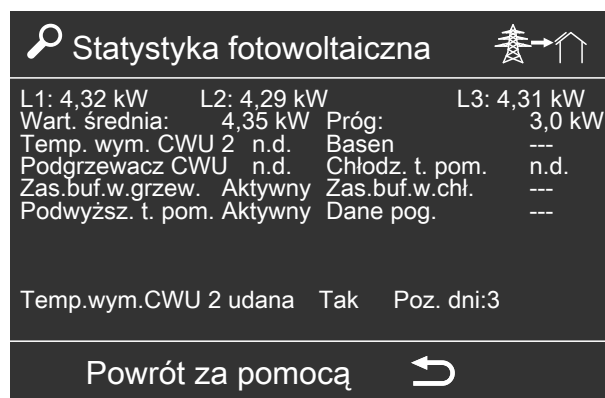 Statystyka fotowoltaiczna
L1: 4,32 kW L2: 4,29 kW L3: 4,31 kW
Wart. średnia: 4,35 kW Próg: 3,0 kW
Temp. wym. CWU 2 n.d. Basen ---
Podgrzewacz CWU n.d. Chłodz. t. pom. n.d.
Zas.buf.w.grzew. Aktywny Zas.buf.w.chł. ---
Podwyższ. t. pom. Aktywny Dane pog. ---
Temp.wym.CWU 2 udana Tak Poz. dni:3
Powrót za pomocą